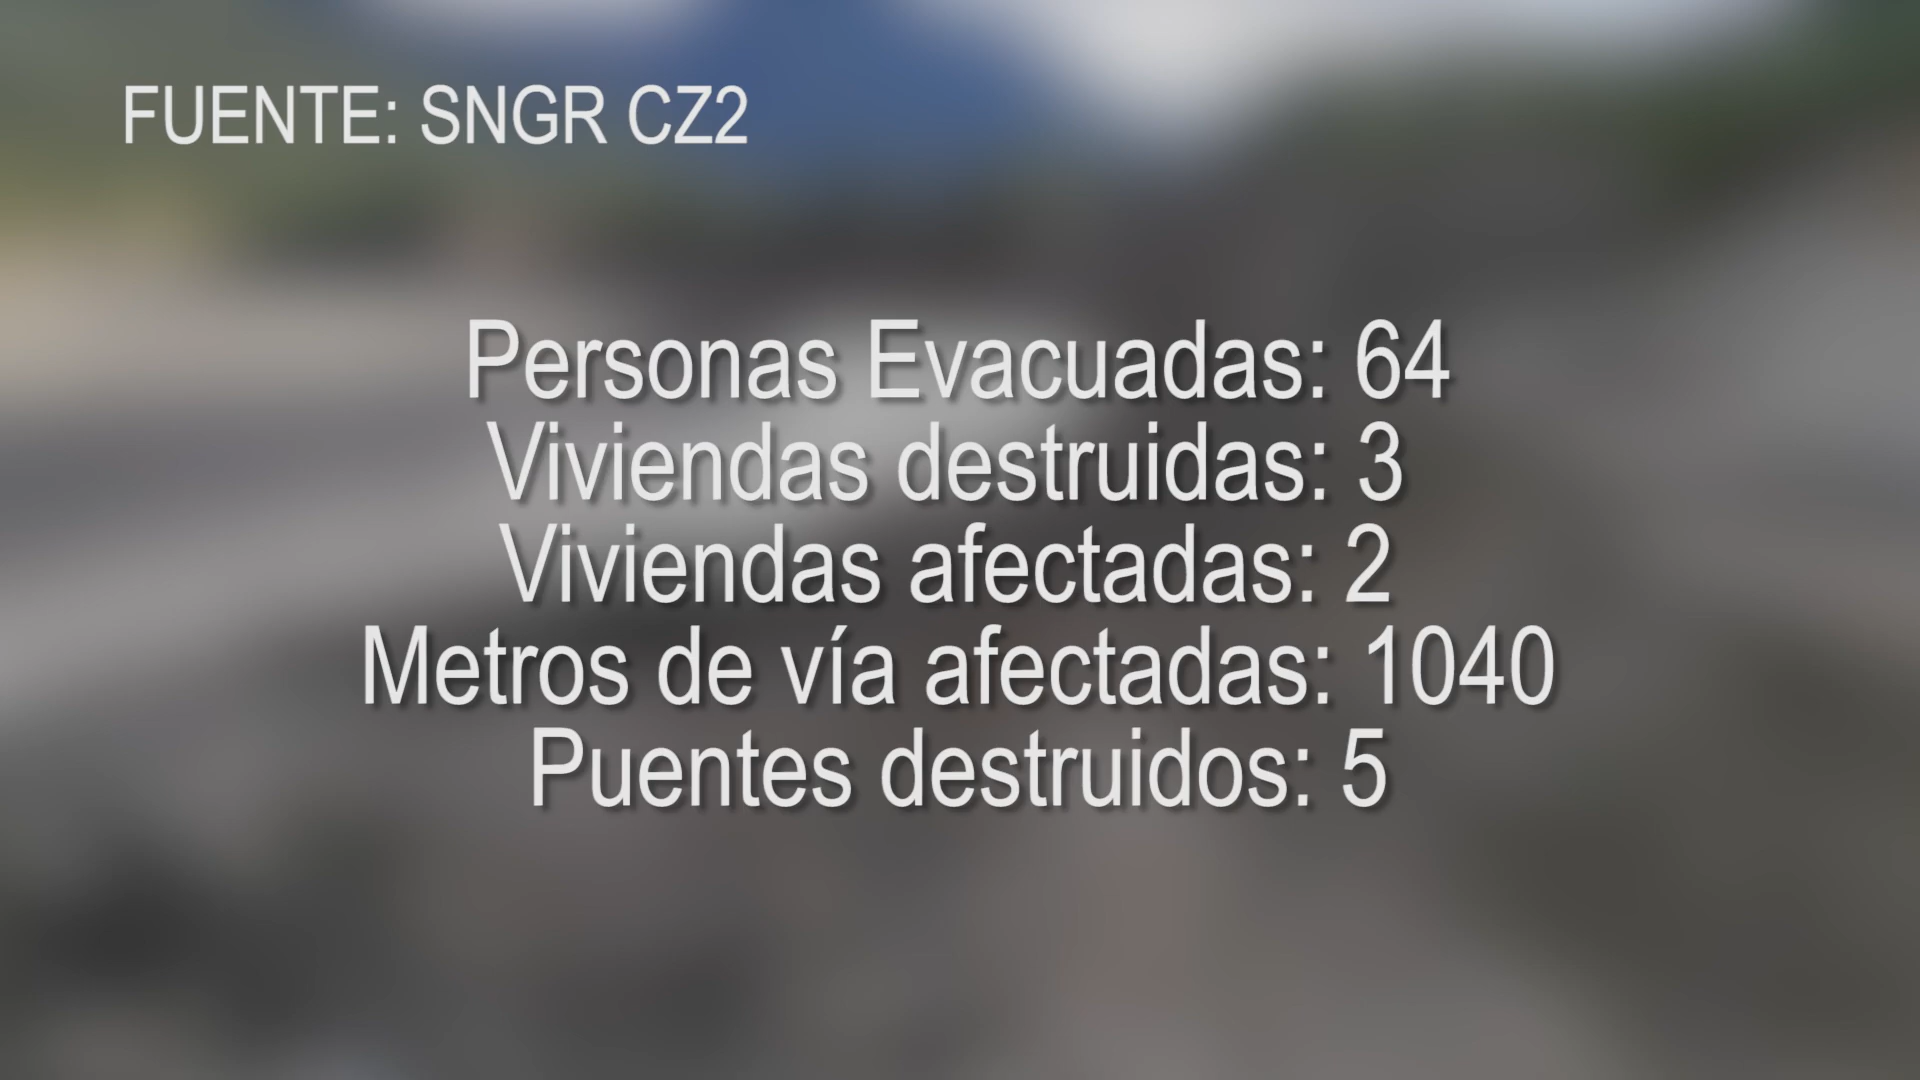 FUENTE: SNGR CZ2
Personas Evacuadas: 64
Viviendas destruidas: 3
Viviendas afectadas: 2
Metros de vía afectadas: 1040
Puentes destruidos: 5